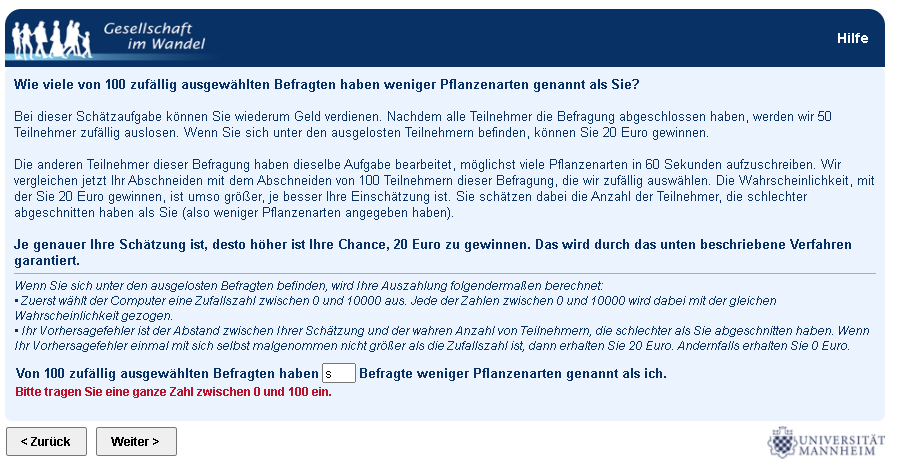 Gesellschaft
im Wandel
Hilfe
Wie viele von 100 zufällig ausgewählten Befragten haben weniger Pflanzenarten genannt als Sie?
Bei dieser Schätzaufgabe können Sie wiederum Geld verdienen. Nachdem alle Teilnehmer die Befragung abgeschlossen haben, werden wir 50
Teilnehmer zufällig auslosen. Wenn Sie sich unter den ausgelosten Teilnehmern befinden, können Sie 20 Euro gewinnen.
Die anderen Teilnehmer dieser Befragung haben dieselbe Aufgabe bearbeitet, möglichst viele Pflanzenarten in 60 Sekunden aufzuschreiben. Wir
vergleichen jetzt Ihr Abschneiden mit dem Abschneiden von 100 Teilnehmern dieser Befragung, die wir zufällig auswählen. Die Wahrscheinlichkeit, mit
der Sie 20 Euro gewinnen, ist umso größer, je besser Ihre Einschätzung ist. Sie schätzen dabei die Anzahl der Teilnehmer, die schlechter
abgeschnitten haben als Sie (also weniger Pflanzenarten angegeben haben).
Je genauer Ihre Schätzung ist, desto höher ist Ihre Chance, 20 Euro zu gewinnen. Das wird durch das unten beschriebene Verfahren
garantiert.
Wenn Sie sich unter den ausgelosten Befragten befinden, wird Ihre Auszahlung folgendermaßen berechnet:
• Zuerst wählt der Computer eine Zufallszahl zwischen 0 und 10000 aus. Jede der Zahlen zwischen 0 und 10000 wird dabei mit der gleichen
Wahrscheinlichkeit gezogen.
• Ihr Vorhersagefehler ist der Abstand zwischen Ihrer Schätzung und der wahren Anzahl von Teilnehmern, die schlechter als Sie abgeschnitten haben. Wenn
Ihr Vorhersagefehler einmal mit sich selbst malgenommen nicht größer als die Zufallszahl ist, dann erhalten Sie 20 Euro. Andernfalls erhalten Sie 0 Euro.
Von 100 zufällig ausgewählten Befragten haben s Befragte weniger Pflanzenarten genannt als ich.
Bitte tragen Sie eine ganze Zahl zwischen 0 und 100 ein.
< Zurück Weiter >
UNIVERSITÄT
MANNHEIM